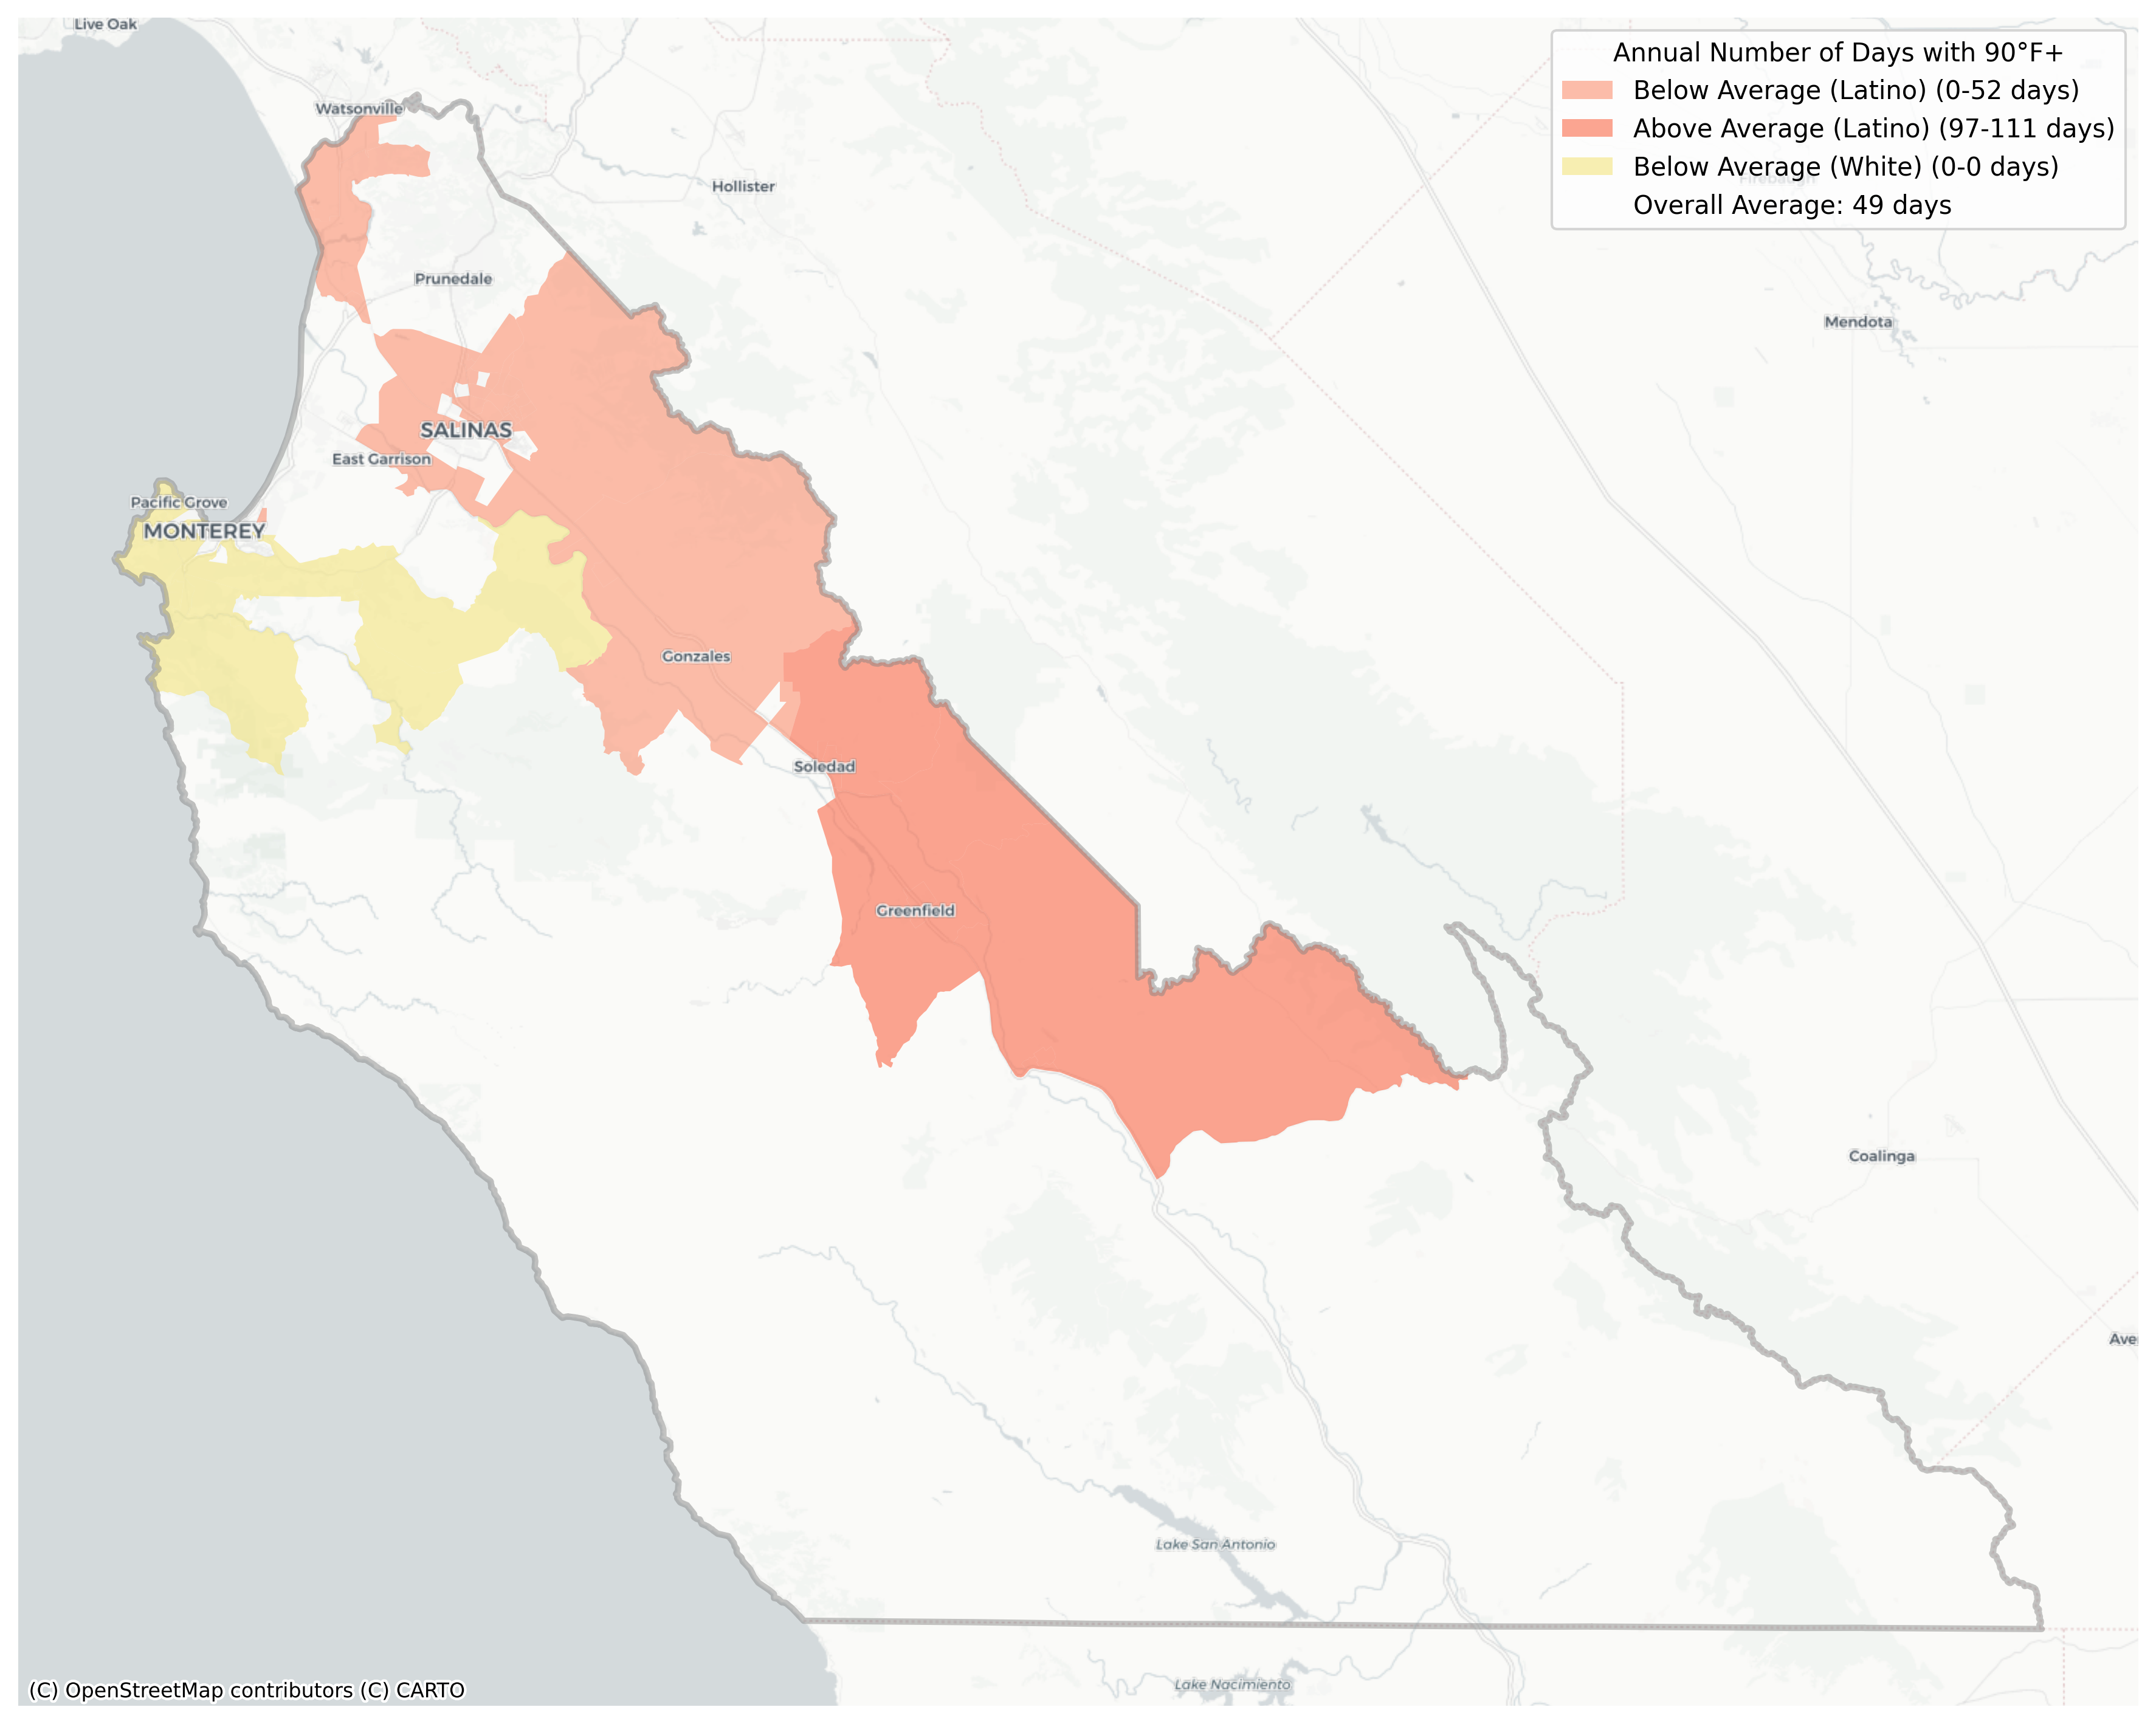 Live Oak
Annual Number of Days with 90°F+
Below Average (Latino) (0-52 days)
Above Average (Latino) (97-111 days)
Below Average (White) (0-0 days)
Overall Average: 49 days
Watsonville
Hollister
Firebaugh
Prunedale
Mendota
SALINAS
East Garrison
Pacific Grove
MONTEREY
Gonzales
Soledad
Greenfield
Coalinga
Ave
Lake San Antonio
Lake Nacimiento
(C) OpenStreetMap contributors (C) CARTO